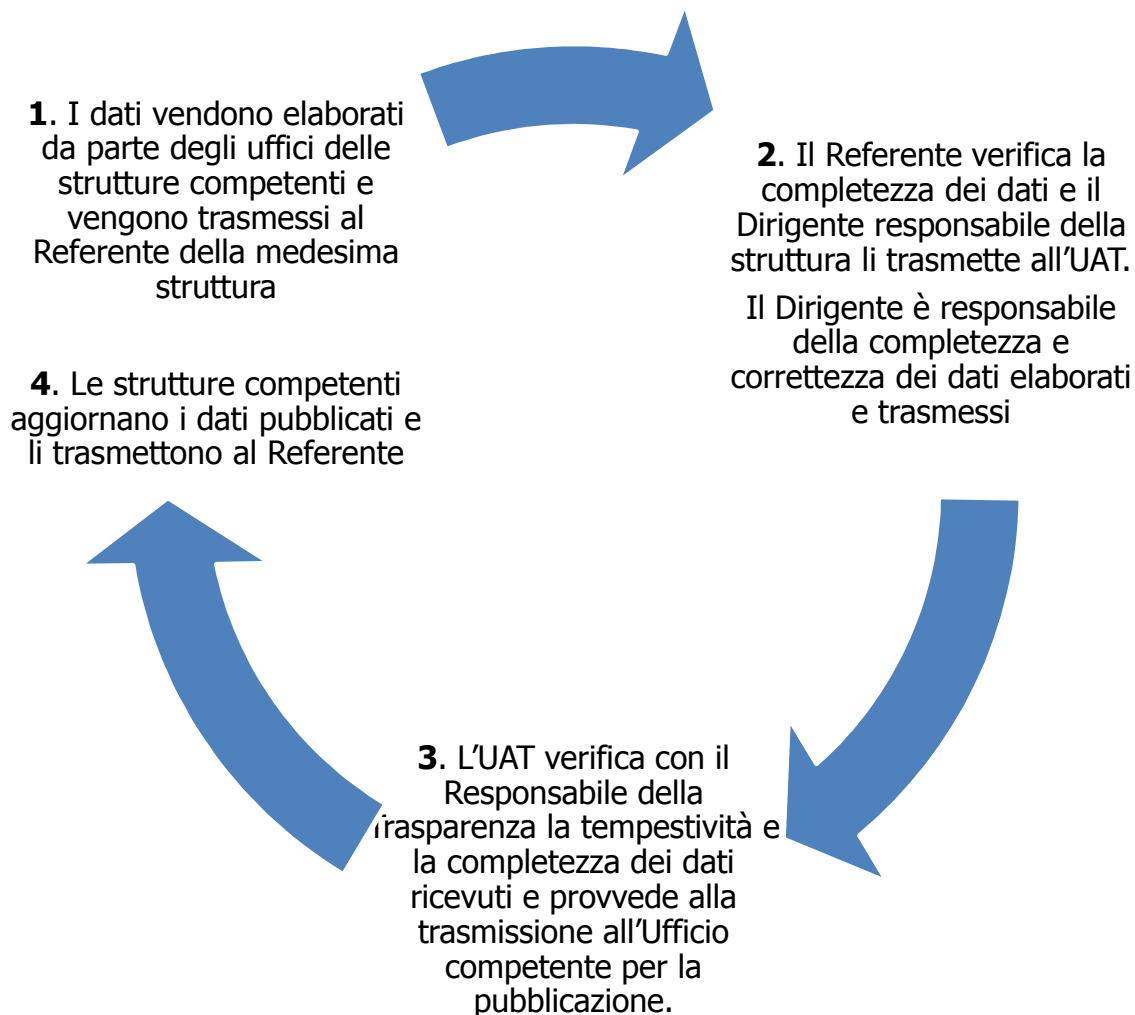 1. I dati vendono elaborati
da parte degli uffici delle
strutture competenti e
vengono trasmessi al
Referente della medesima
struttura
2. Il Referente verifica la
completezza dei dati e il
Dirigente responsabile della
struttura li trasmette all’UAT.
Il Dirigente è responsabile
della completezza e
correttezza dei dati elaborati
e trasmessi
3. L’UAT verifica con il
Responsabile della
Trasparenza la tempestività e
la completezza dei dati
ricevuti e provvede alla
trasmissione all’Ufficio
competente per la
pubblicazione.
4. Le strutture competenti
aggiornano i dati pubblicati e
li trasmettono al Referente